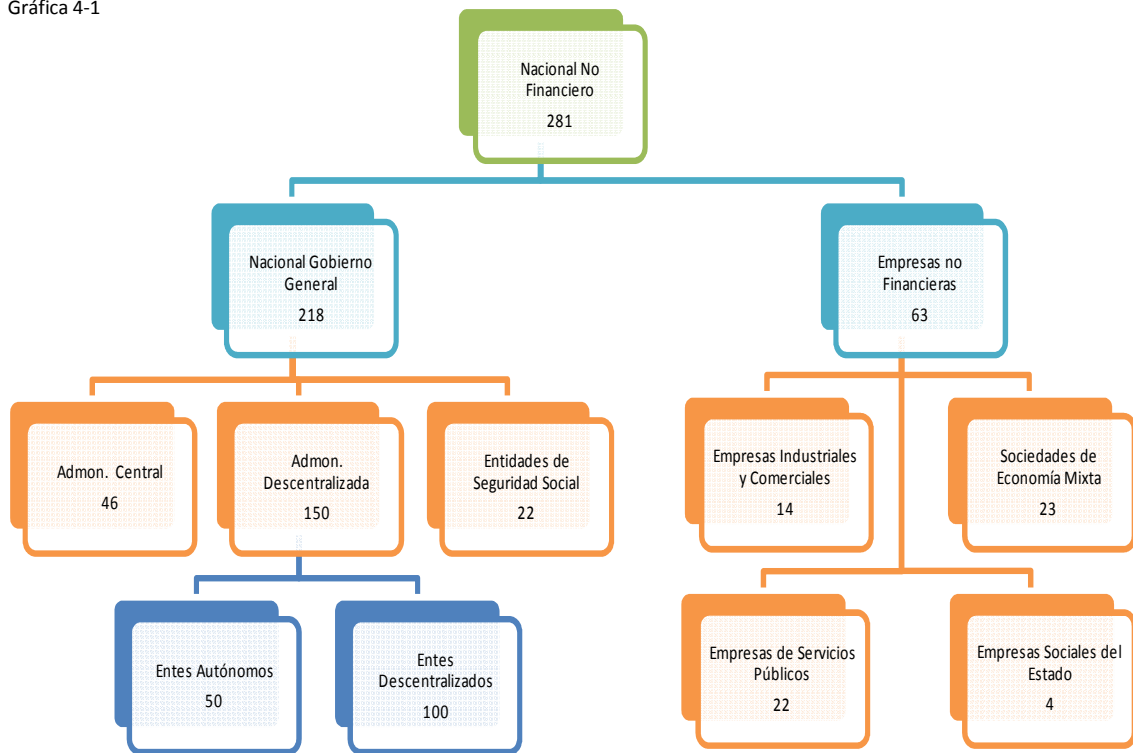 Gráfica 4-1
Nacional No
Financiero
281
Nacional Gobierno
General
218
Empresas no
Financieras
63
Admon. Central
46
Admon.
Descentralizada
150
Entidades de
Seguridad Social
22
Empresas Industriales
y Comerciales
14
Sociedades de
Economía Mixta
23
Entes Autónomos
50
Entes
Descentralizados
100
Empresas de Servicios
Públicos
22
Empresas Sociales del
Estado
4